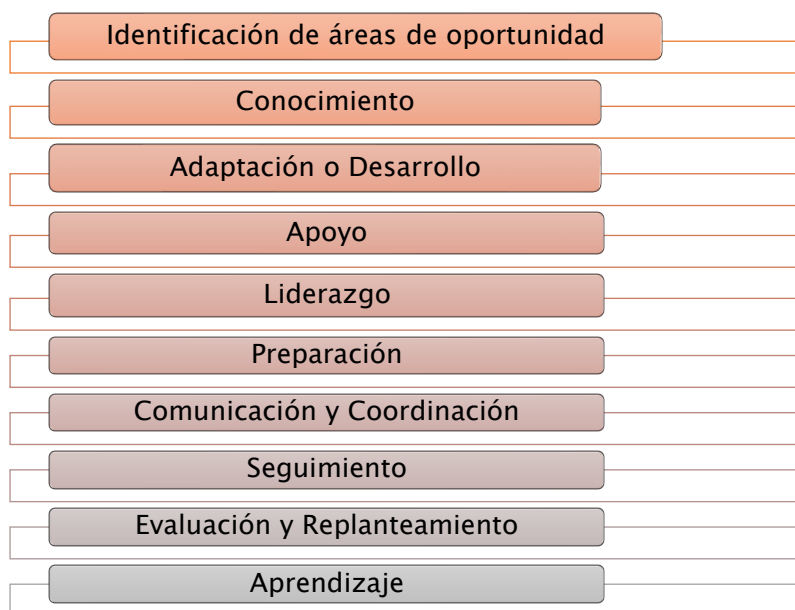 Identificación de áreas de oportunidad
Conocimiento
Adaptación o Desarrollo
Apoyo
Liderazgo
Preparación
Comunicación y Coordinación
Seguimiento
Evaluación y Replanteamiento
Aprendizaje